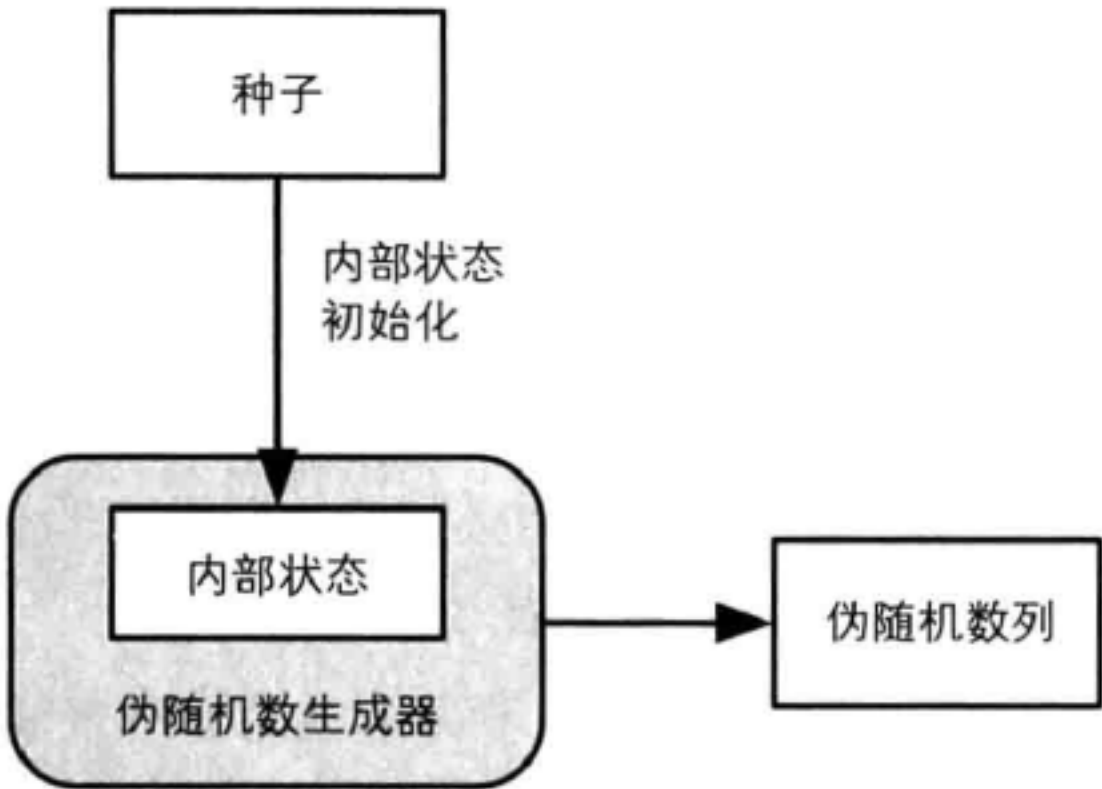 种子
内部状态
初始化
内部状态
伪随机数生成器
伪随机数列